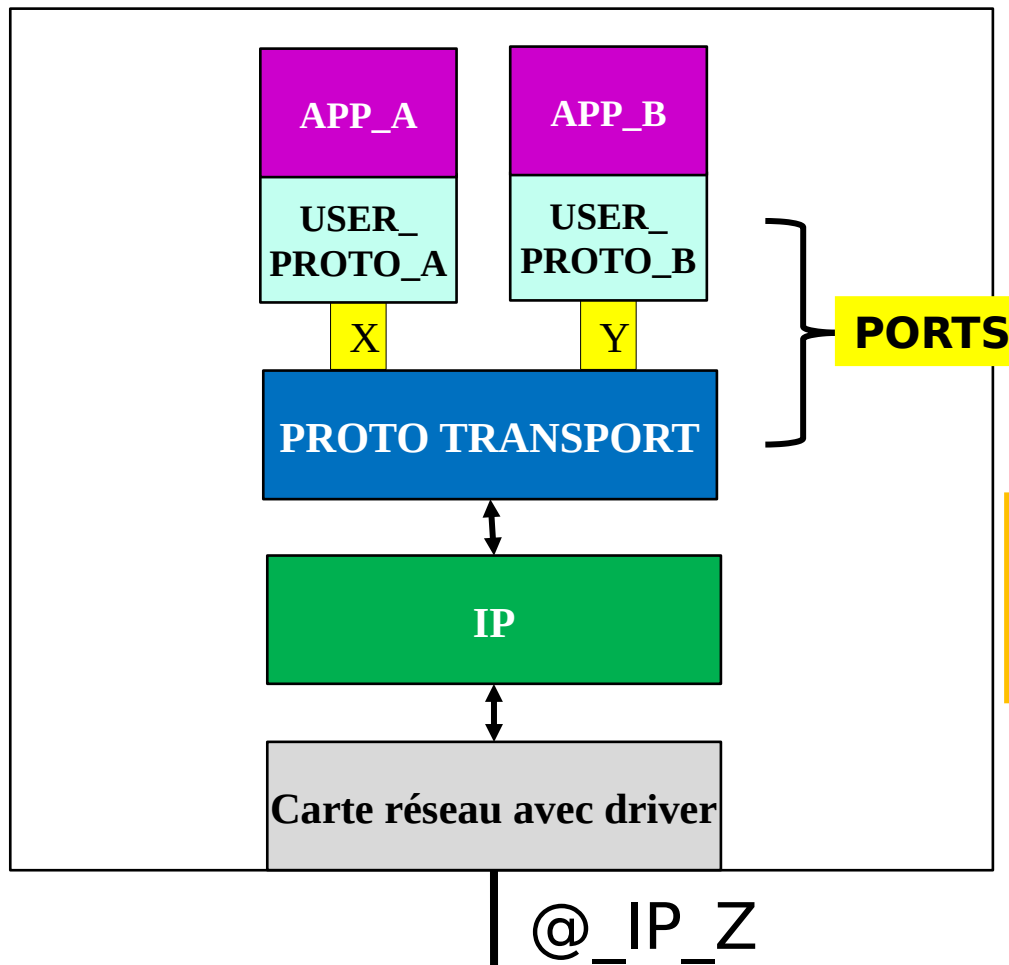 APP_A
APP_B
USER_
PROTO_A
USER_
PROTO_B
X
Y
PORTS
PROTO TRANSPORT
IP
Carte réseau avec driver
@_IP_Z